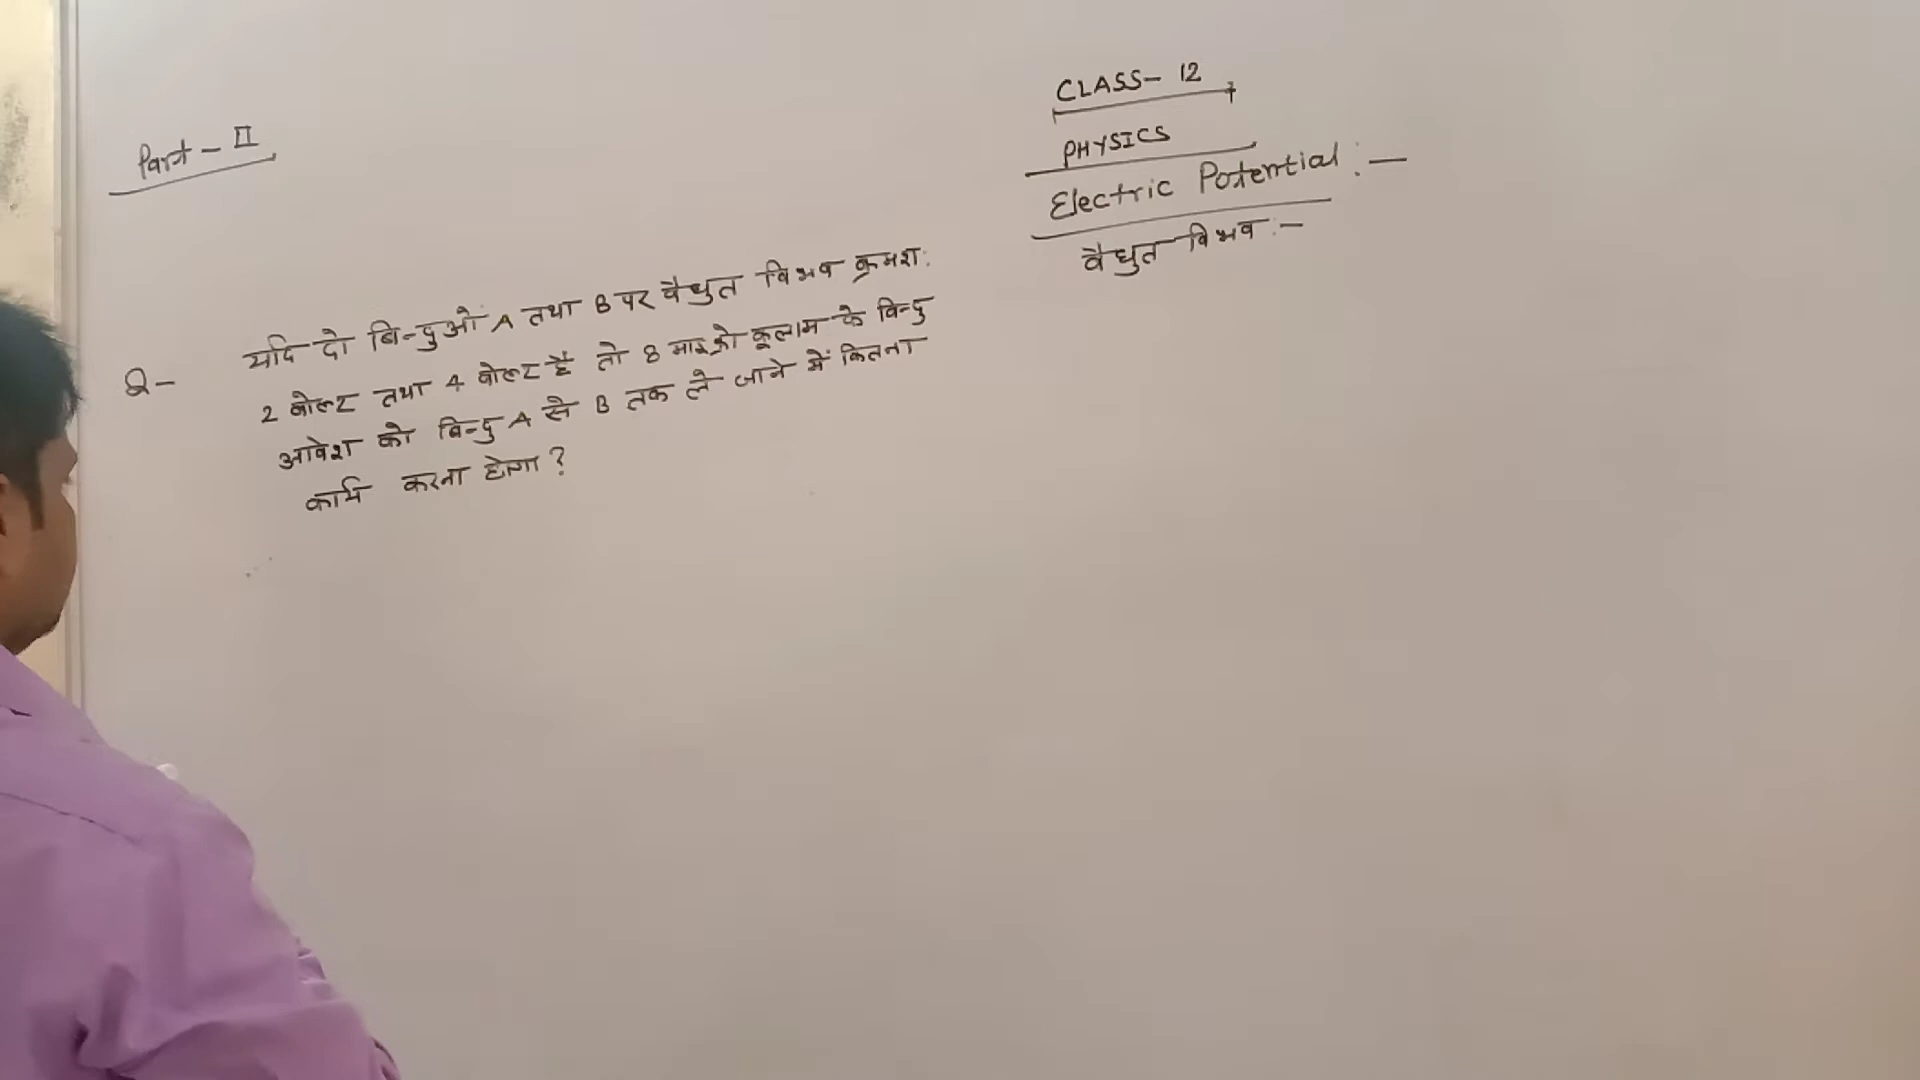 Part - II
CLASS- 12
PHYSICS
Electric Potential :-
वैधुत विभव :-
Q- यदि दो बिन्दुओं A तथा B पर वैधुत विभव क्रमश:
2 वोल्ट तथा 4 वोल्ट है तो 8 माइक्रो कूलाम के बिन्दु
आवेश को बिन्दु A से B तक ले जाने में कितना
कार्य करना होगा ?